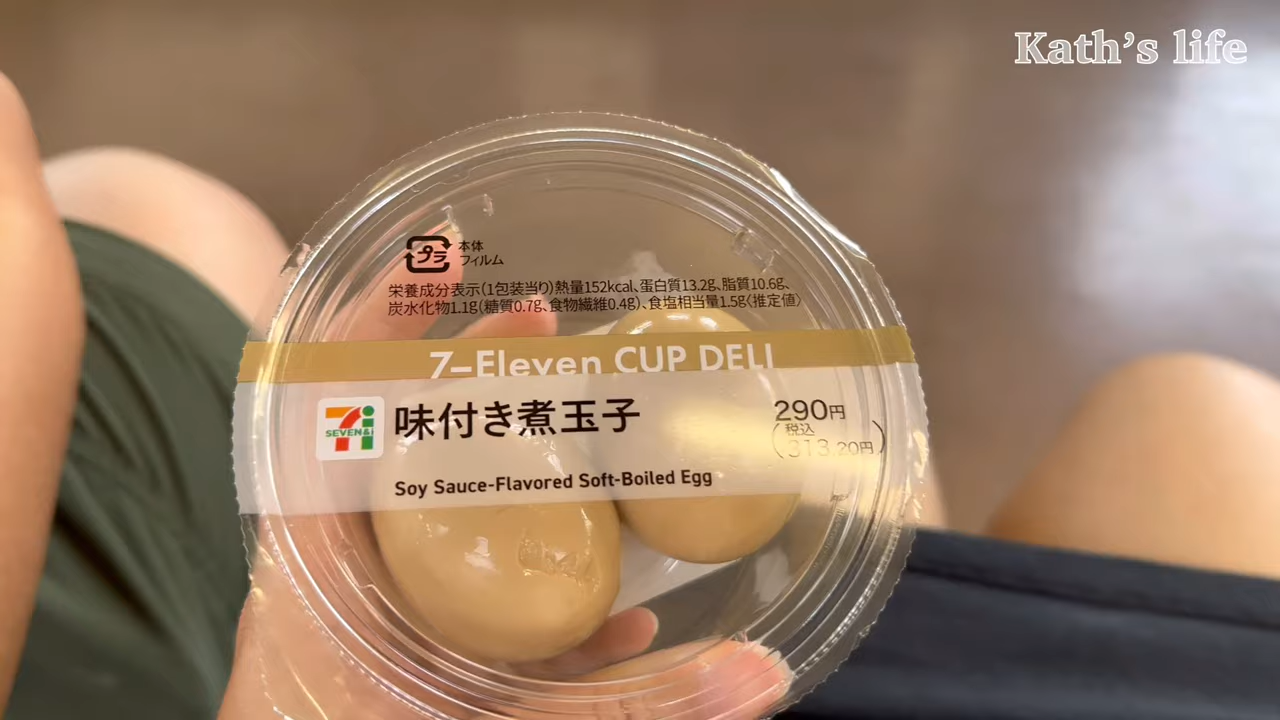 Kath's life
プラ
本体
フィルム
栄養成分表示(1包装当り)熱量152kcal、蛋白質13.2g、脂質10.6g、
炭水化物1.1g(糖質0.7g、食物繊維0.4g)、食塩相当量1.5g〈推定値〉
7-Eleven CUP DELI
SEVEN&i
味付き煮玉子
290円
(税込
313.20円)
Soy Sauce-Flavored Soft-Boiled Egg